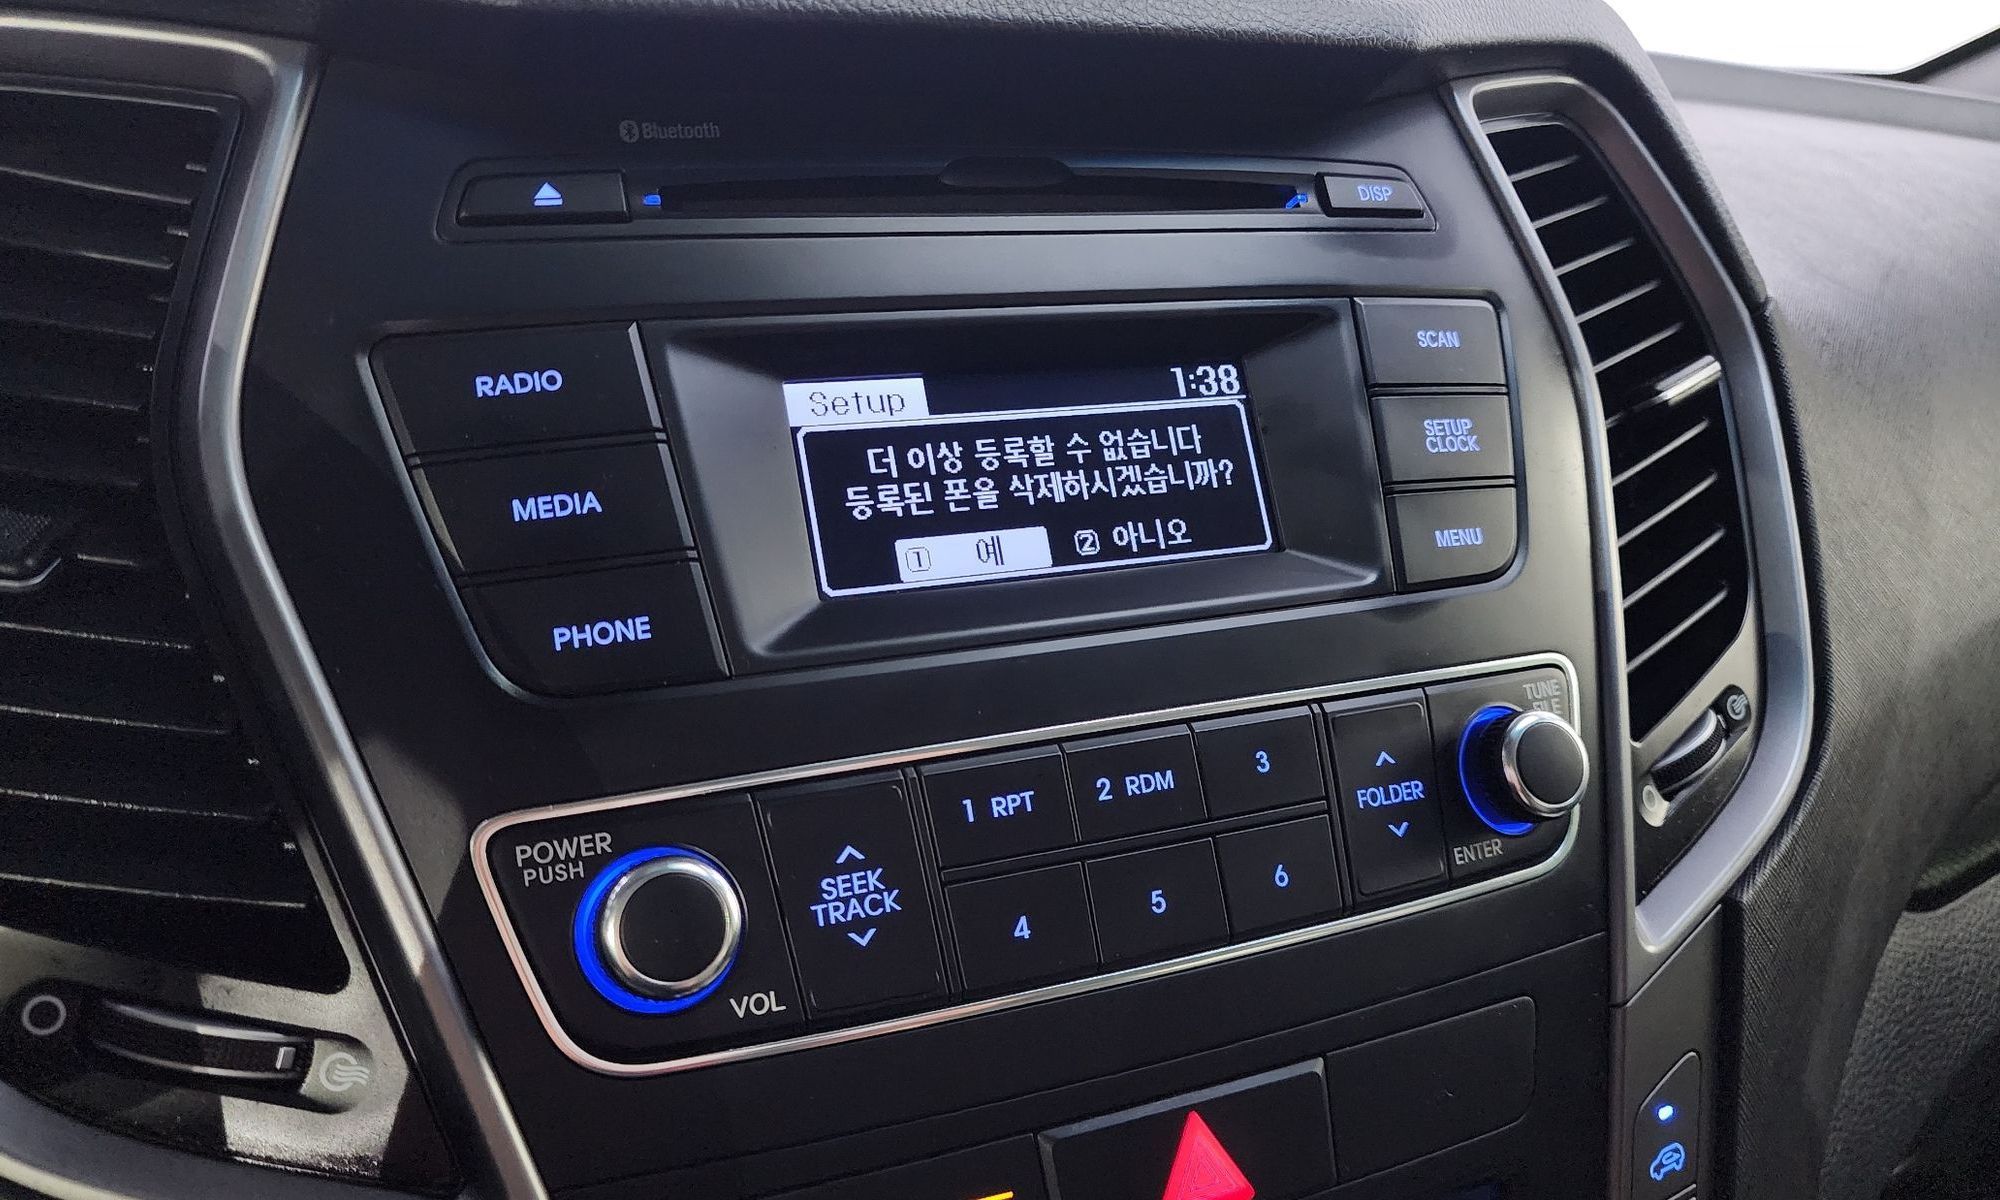 Bluetooth
DISP
RADIO
MEDIA
PHONE
Setup
1:38
더 이상 등록할 수 없습니다
등록된 폰을 삭제하시겠습니까?
1 예
2 아니오
SCAN
SETUP
CLOCK
MENU
POWER
PUSH
VOL
SEEK
TRACK
1 RPT
2 RDM
3
4
5
6
FOLDER
TUNE
FILE
ENTER